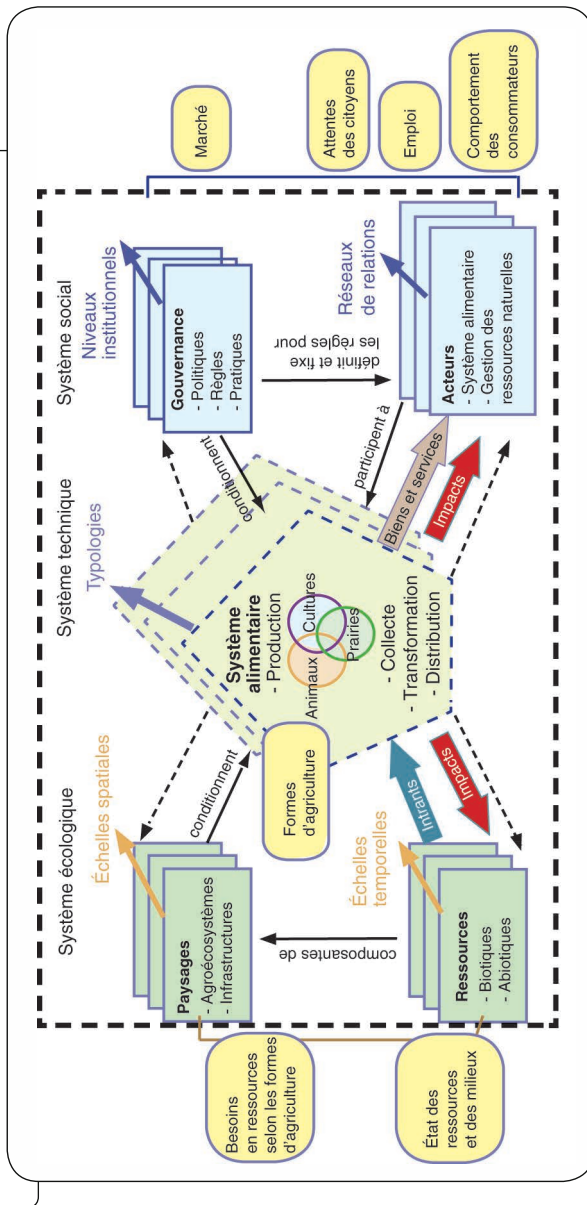 Système écologique
Système technique
Système social
Échelles spatiales
Typologies
Niveaux
institutionnels
Paysages
- Agroécosystèmes
- Infrastructures
conditionnent
Gouvernance
- Politiques
- Règles
- Pratiques
conditionnent
Marché
Besoins
en ressources
selon les formes
d'agriculture
Formes
d'agriculture
Système
alimentaire
- Production
Animaux
Cultures
Prairies
- Collecte
- Transformation
- Distribution
composantes de
définit et fixe
les règles pour
participent à
Attentes
des citoyens
Emploi
Comportement
des
consommateurs
État des
ressources
et des milieux
Échelles
temporelles
Ressources
- Biotiques
- Abiotiques
Intrants
Impacts
Biens et services
Impacts
Réseaux
de relations
Acteurs
- Système alimentaire
- Gestion des
ressources naturelles